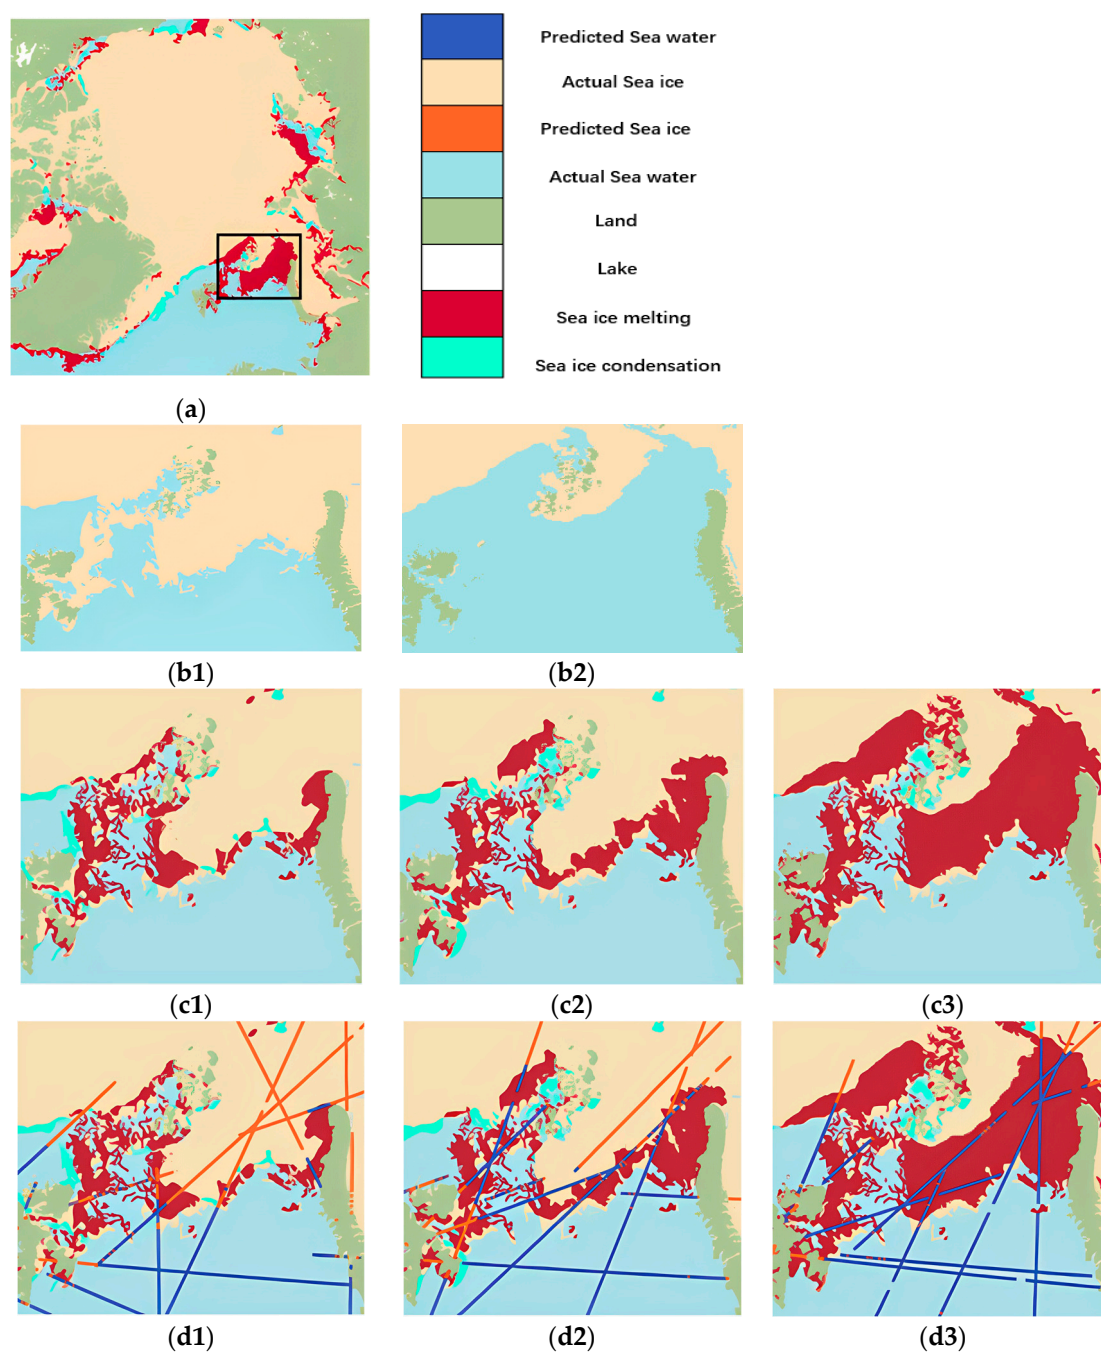 Predicted Sea water
Actual Sea ice
Predicted Sea ice
Actual Sea water
Land
Lake
Sea ice melting
Sea ice condensation
(a)
(b1) (b2)
(c1) (c2) (c3)
(d1) (d2) (d3)